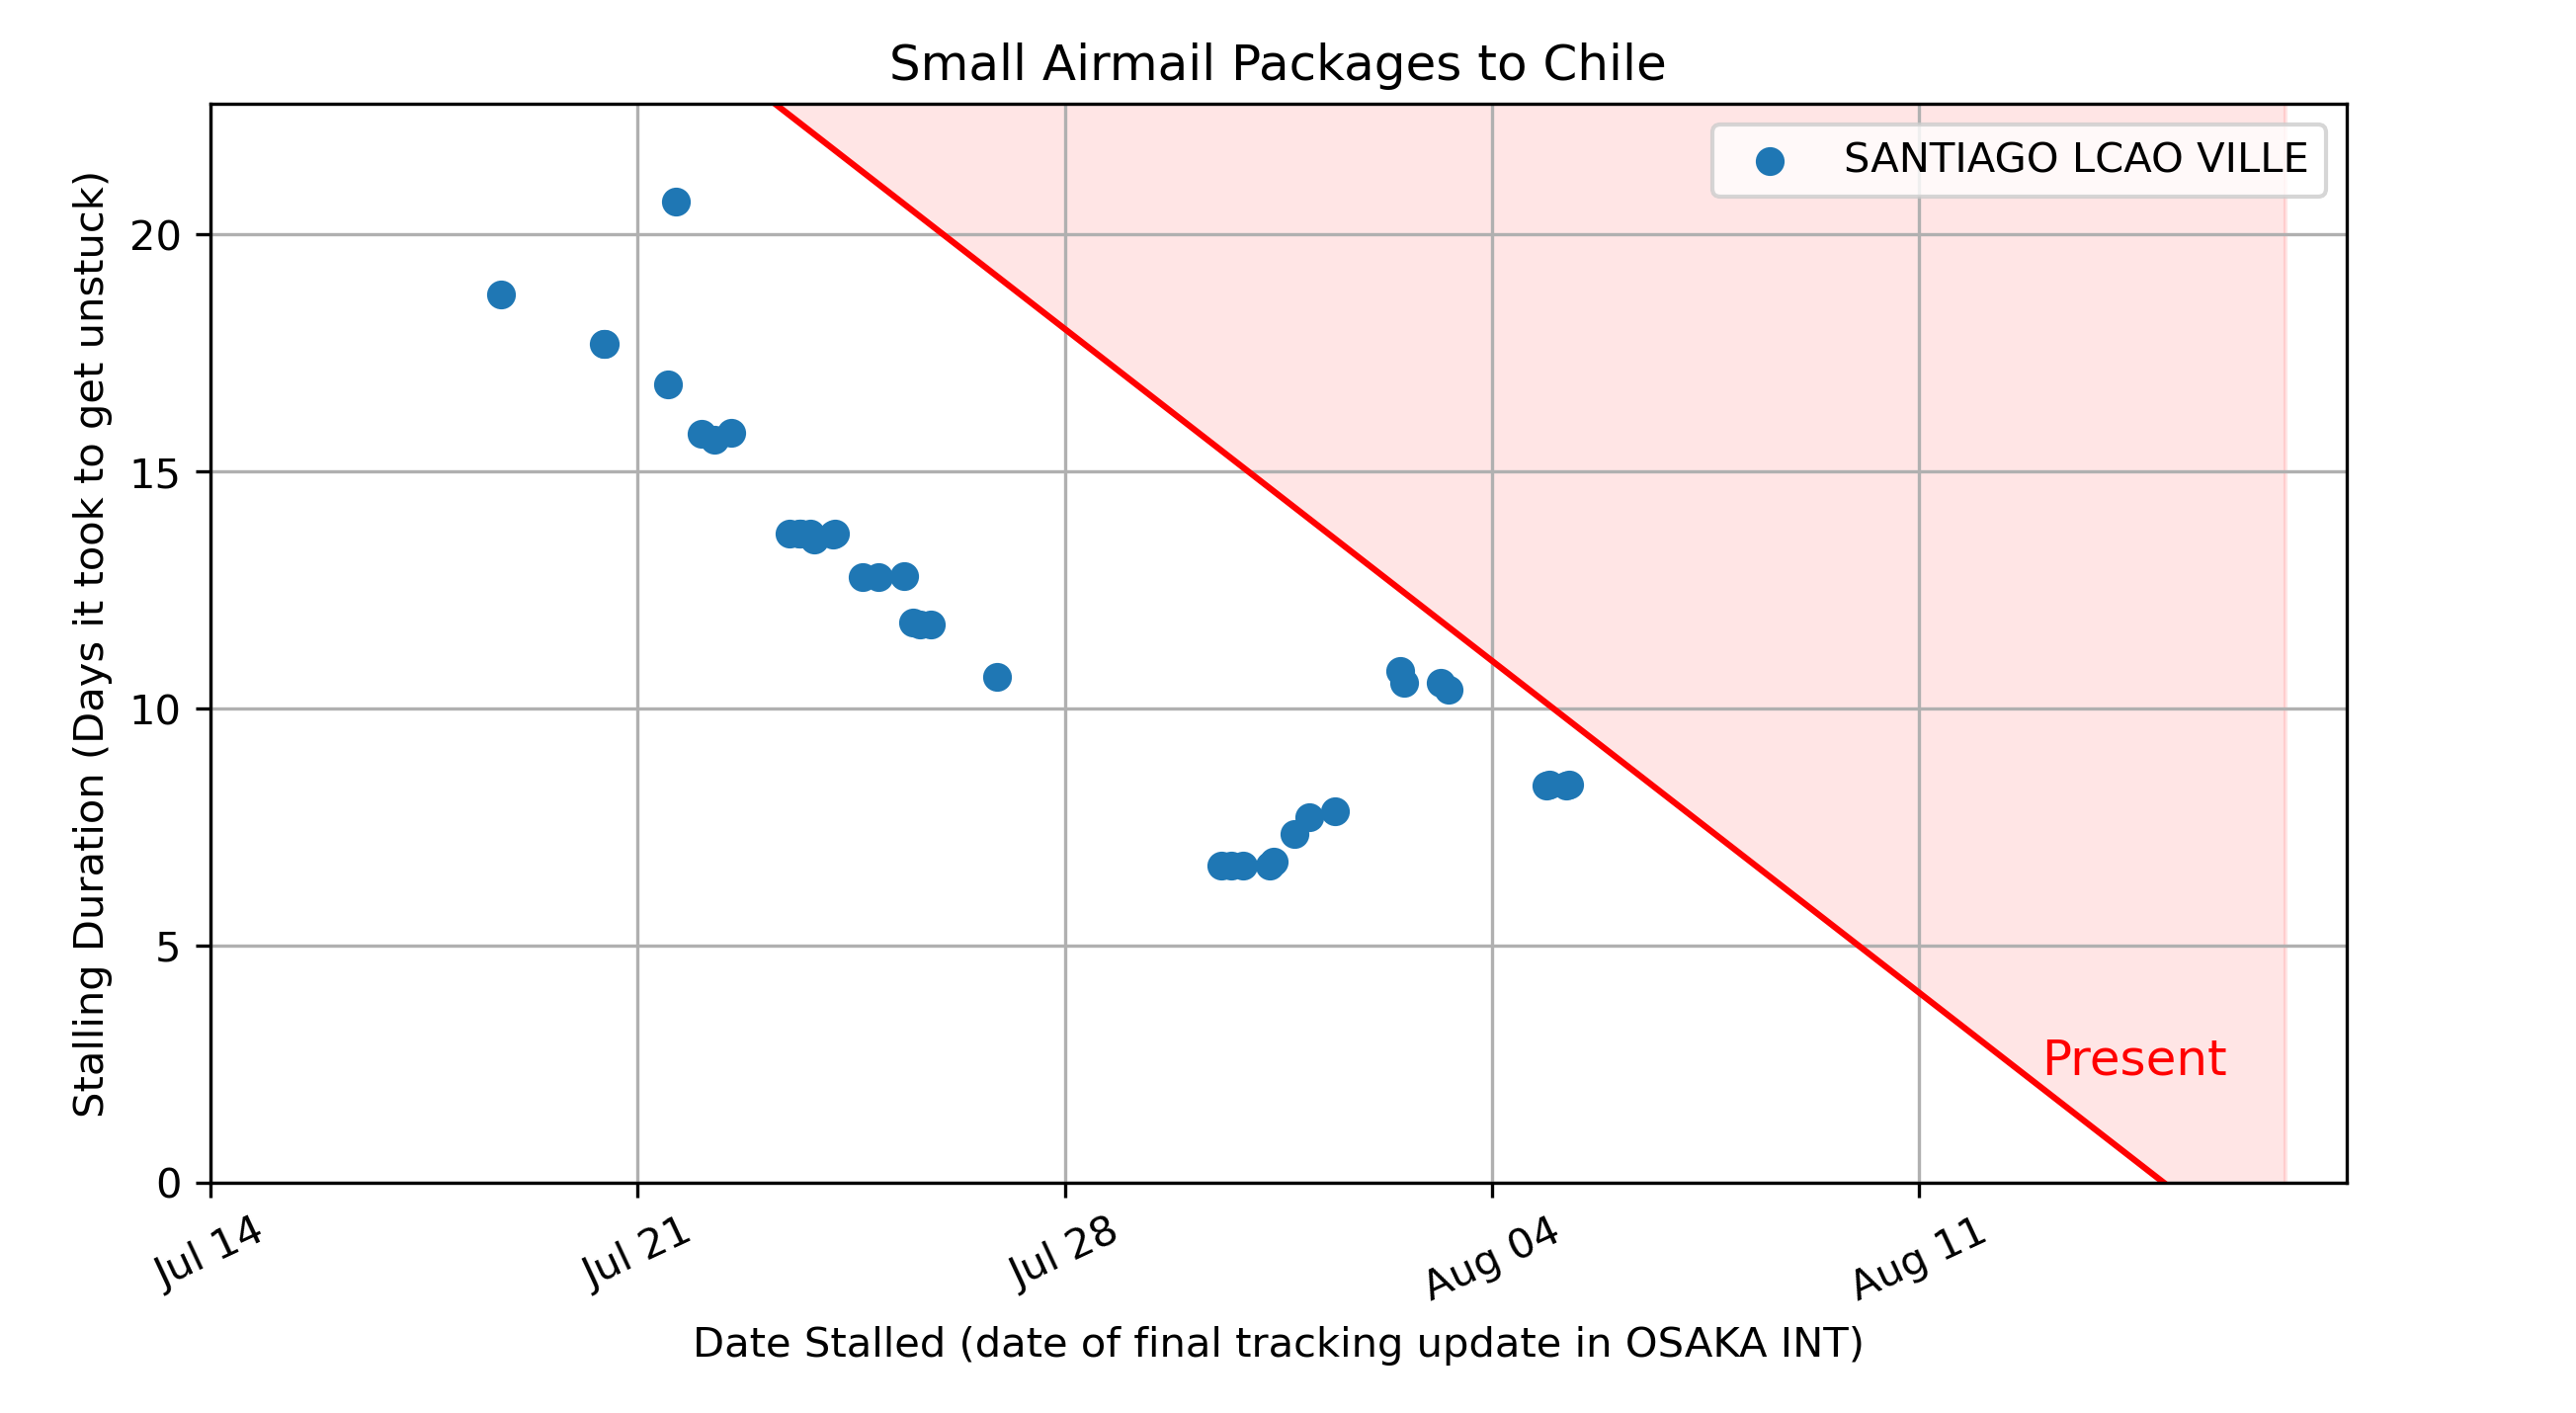 Small Airmail Packages to Chile
SANTIAGO LCAO VILLE
Stalling Duration (Days it took to get unstuck)
20
15
10
5
0
Present
Jul 14
Jul 21
Jul 28
Aug 04
Aug 11
Date Stalled (date of final tracking update in OSAKA INT)